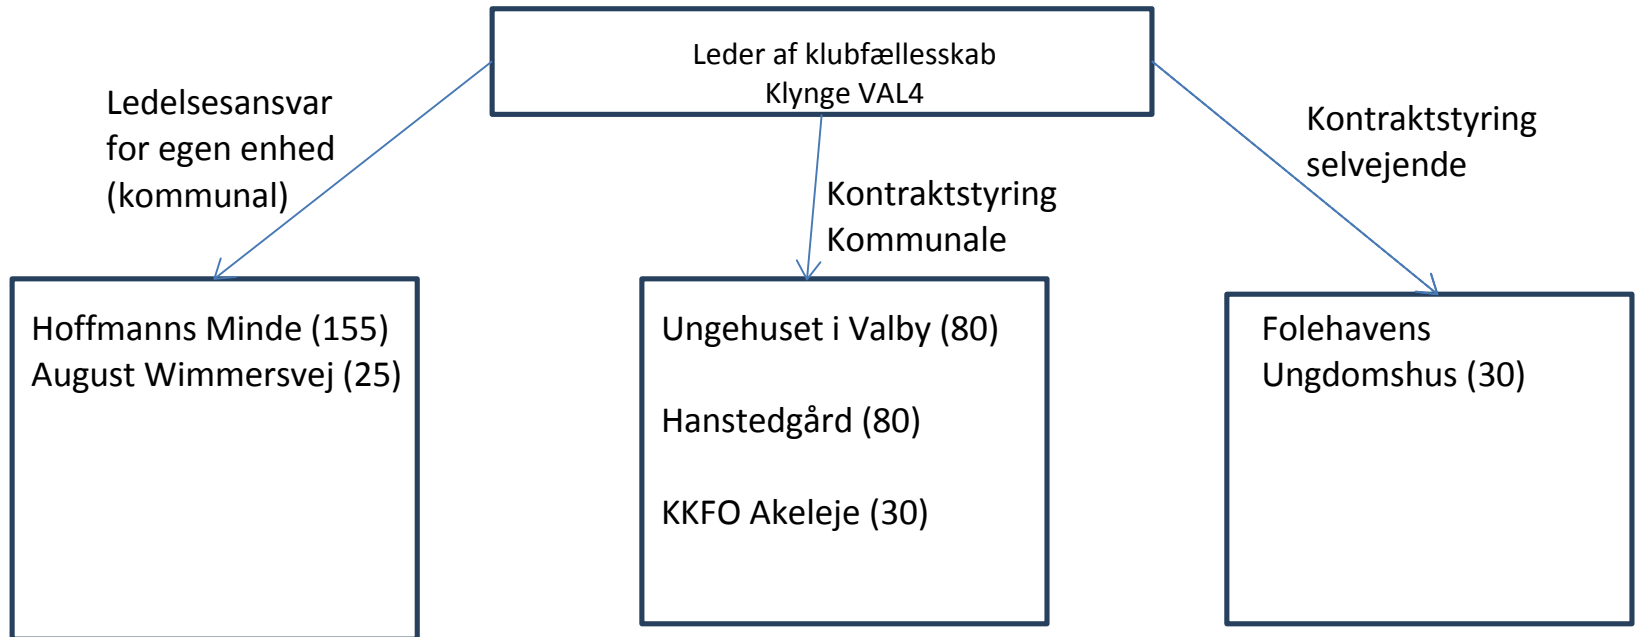 Leder af klubfællesskab
Klynge VAL4
Ledelsesansvar
for egen enhed
(kommunal)
Kontraktstyring
Kommunale
Kontraktstyring
selvejende
Hoffmanns Minde (155)
August Wimmersvej (25)
Ungehuset i Valby (80)
Hanstedgård (80)
KKFO Akeleje (30)
Folehavens
Ungdomshus (30)